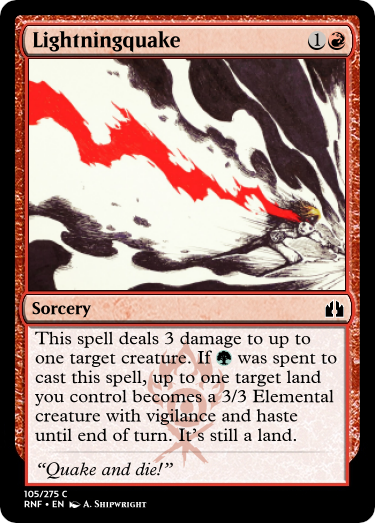 Lightningquake 1
Sorcery
This spell deals 3 damage to up to
one target creature. If was spent to
cast this spell, up to one target land
you control becomes a 3/3 Elemental
creature with vigilance and haste
until end of turn. It's still a land.
“Quake and die!”
105/275 C
RNF • EN A. Shipwright